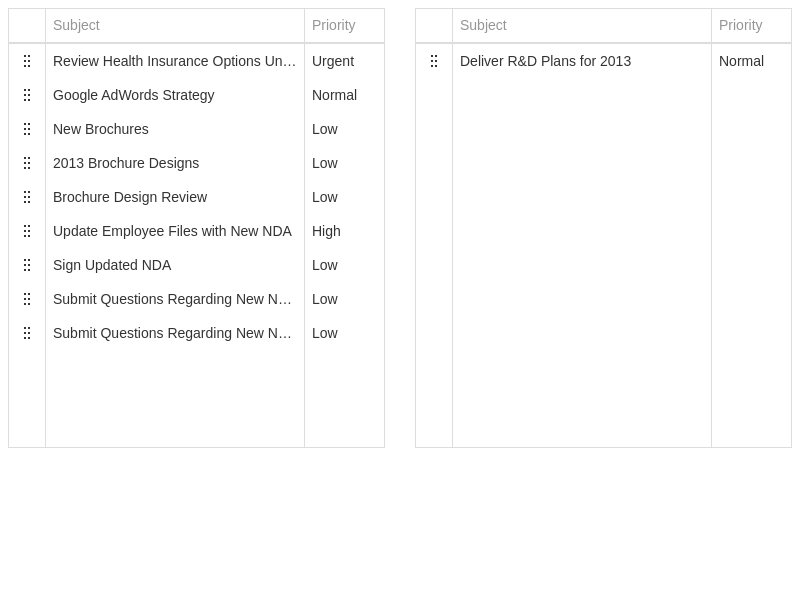 Subject Priority
Review Health Insurance Options Un… Urgent
Google AdWords Strategy Normal
New Brochures Low
2013 Brochure Designs Low
Brochure Design Review Low
Update Employee Files with New NDA High
Sign Updated NDA Low
Submit Questions Regarding New N… Low
Submit Questions Regarding New N… Low
Subject Priority
Deliver R&D Plans for 2013 Normal